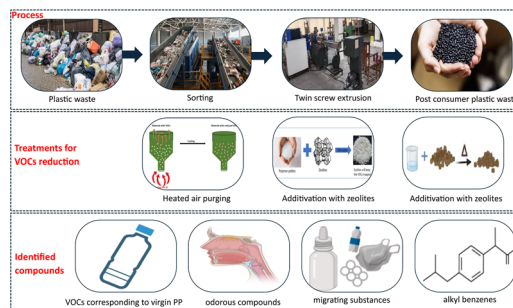 Process
Plastic waste
Sorting
Twin screw extrusion
Post consumer plastic wast
Treatments for
VOCs reduction
Heated air purging
Additivation with zeolites
Additivation with zeolites
Identified
compounds
VOCs corresponding to virgin PP
odorous compounds
migrating substances
alkyl benzenes